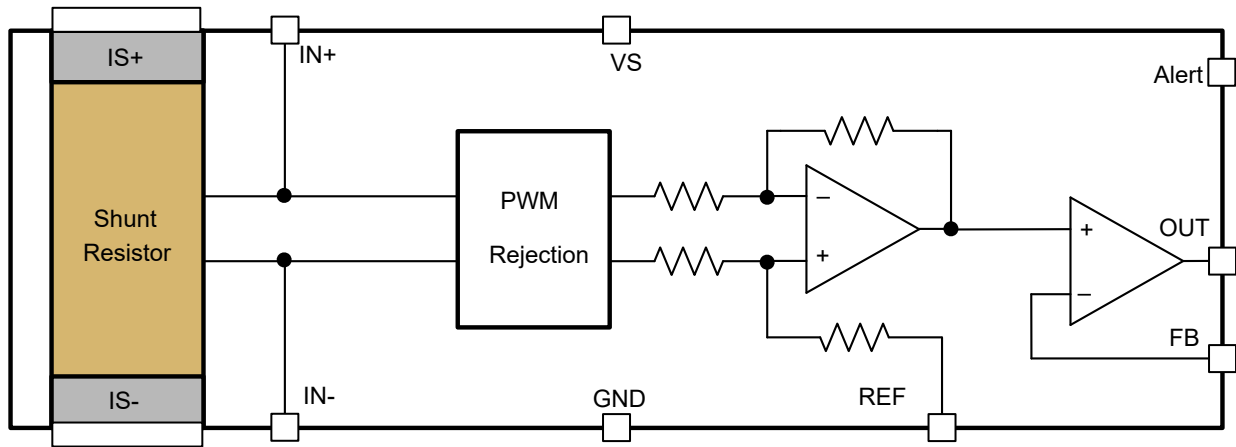 IS+
IN+
VS
Alert
Shunt
Resistor
PWM
Rejection
−
+
+
−
OUT
FB
IS-
IN-
GND
REF